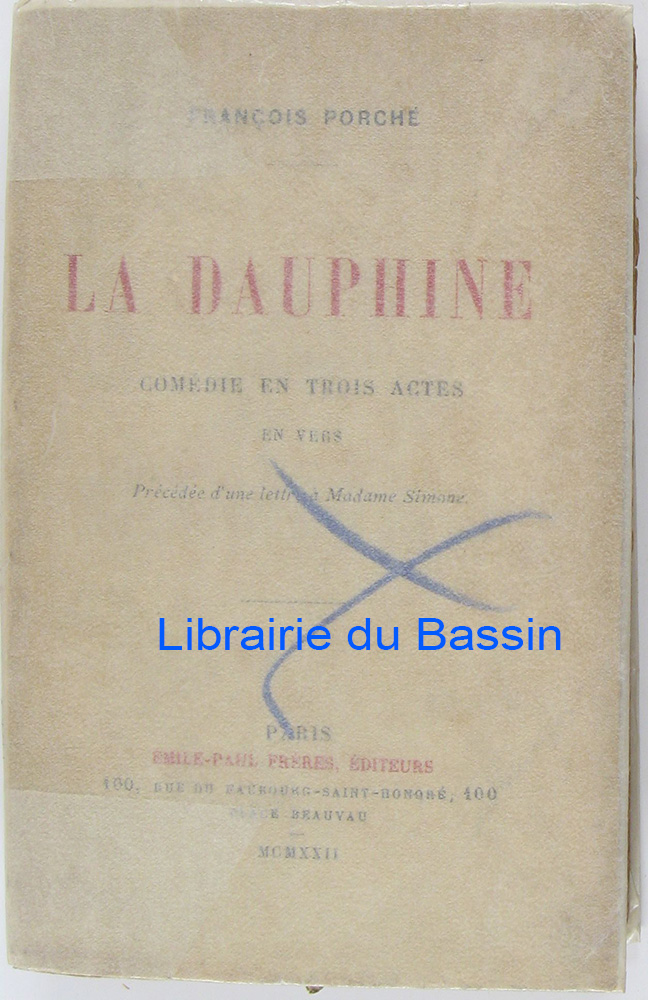 FRANÇOIS PORCHÉ
LA DAUPHINE
COMÉDIE EN TROIS ACTES
EN VERS
Précédée d'une lettre à Madame Simone.
Librairie du Bassin
PARIS
ÉMILE-PAUL FRÈRES, ÉDITEURS
100, RUE DU FAUBOURG-SAINT-HONORÉ, 100
PLACE BEAUVAU
MCMXXII